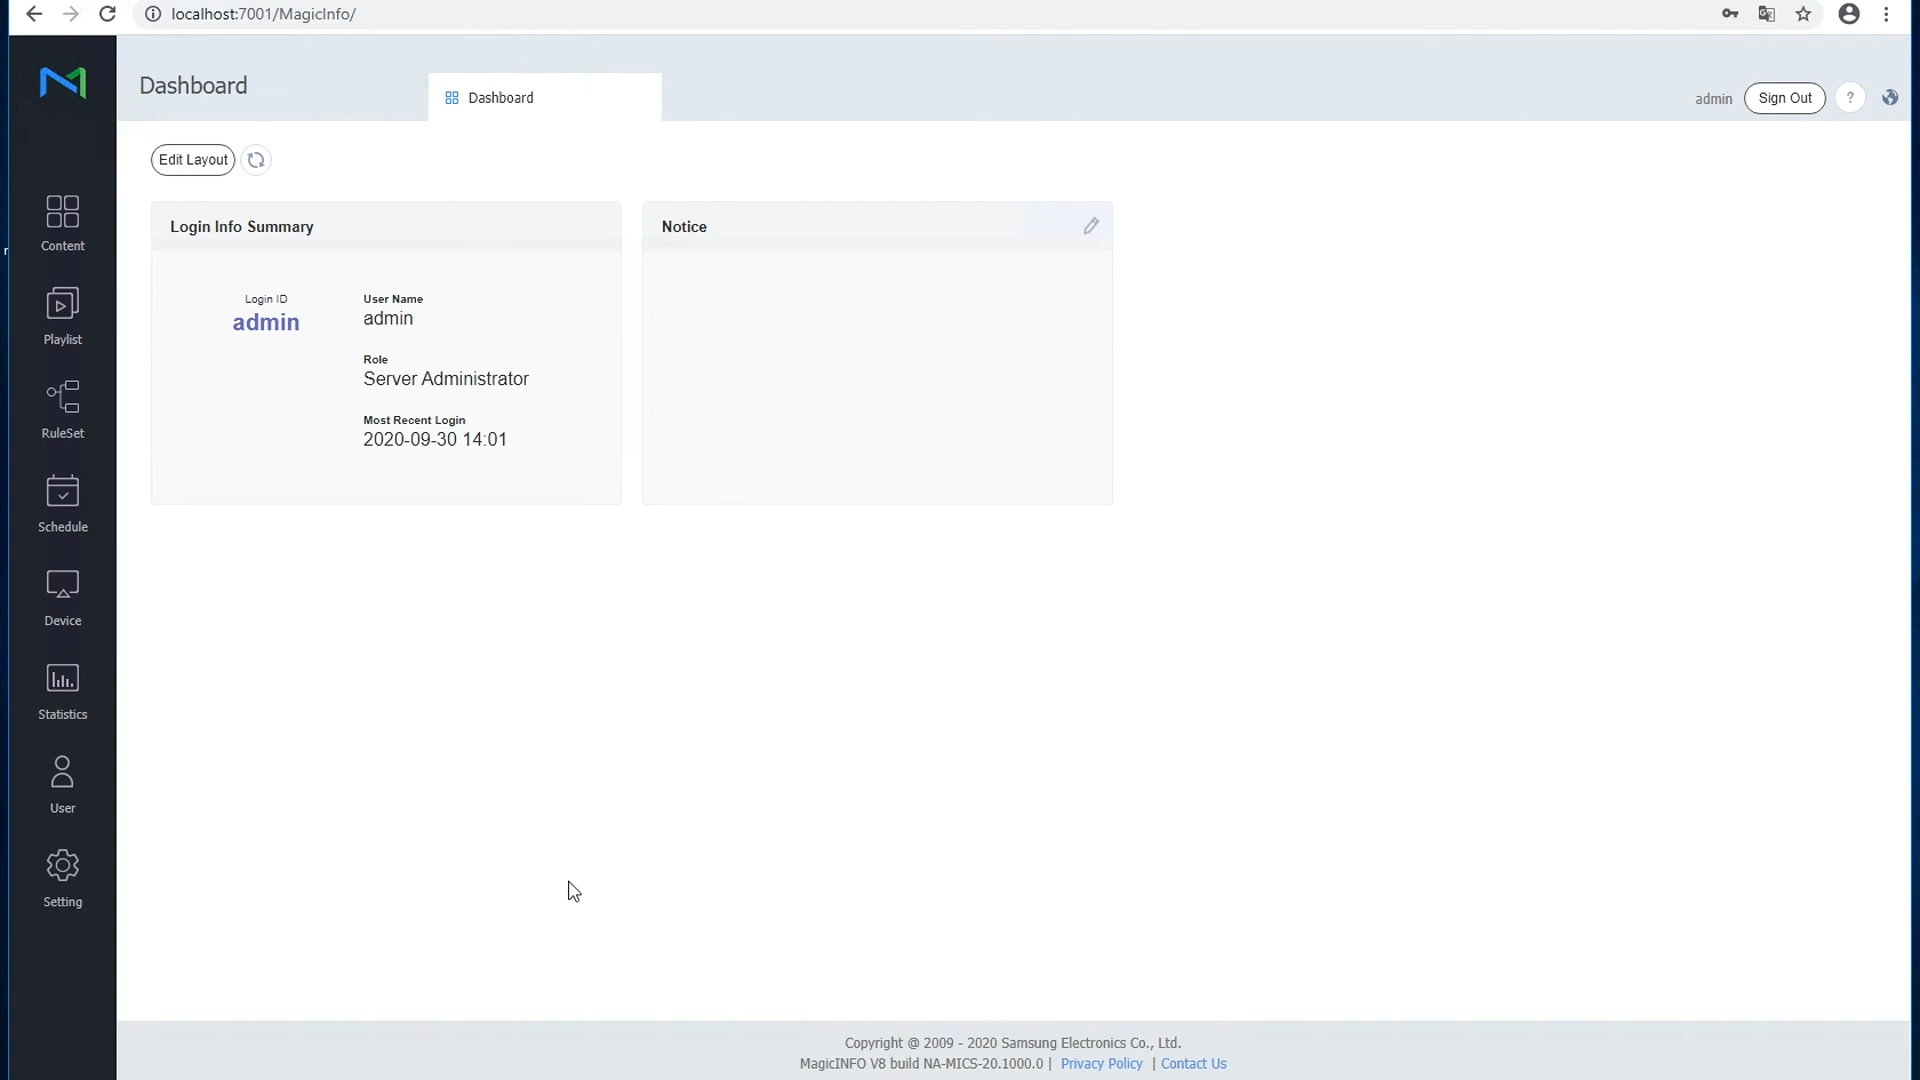 localhost:7001/MagicInfo/
Dashboard
Dashboard
admin
Sign Out
?
Edit Layout
Content
Playlist
RuleSet
Schedule
Device
Statistics
User
Setting
Login Info Summary
Login ID
admin
User Name
admin
Role
Server Administrator
Most Recent Login
2020-09-30 14:01
Notice
Copyright @ 2009 - 2020 Samsung Electronics Co., Ltd.
MagicINFO V8 build NA-MICS-20.1000.0 | Privacy Policy | Contact Us